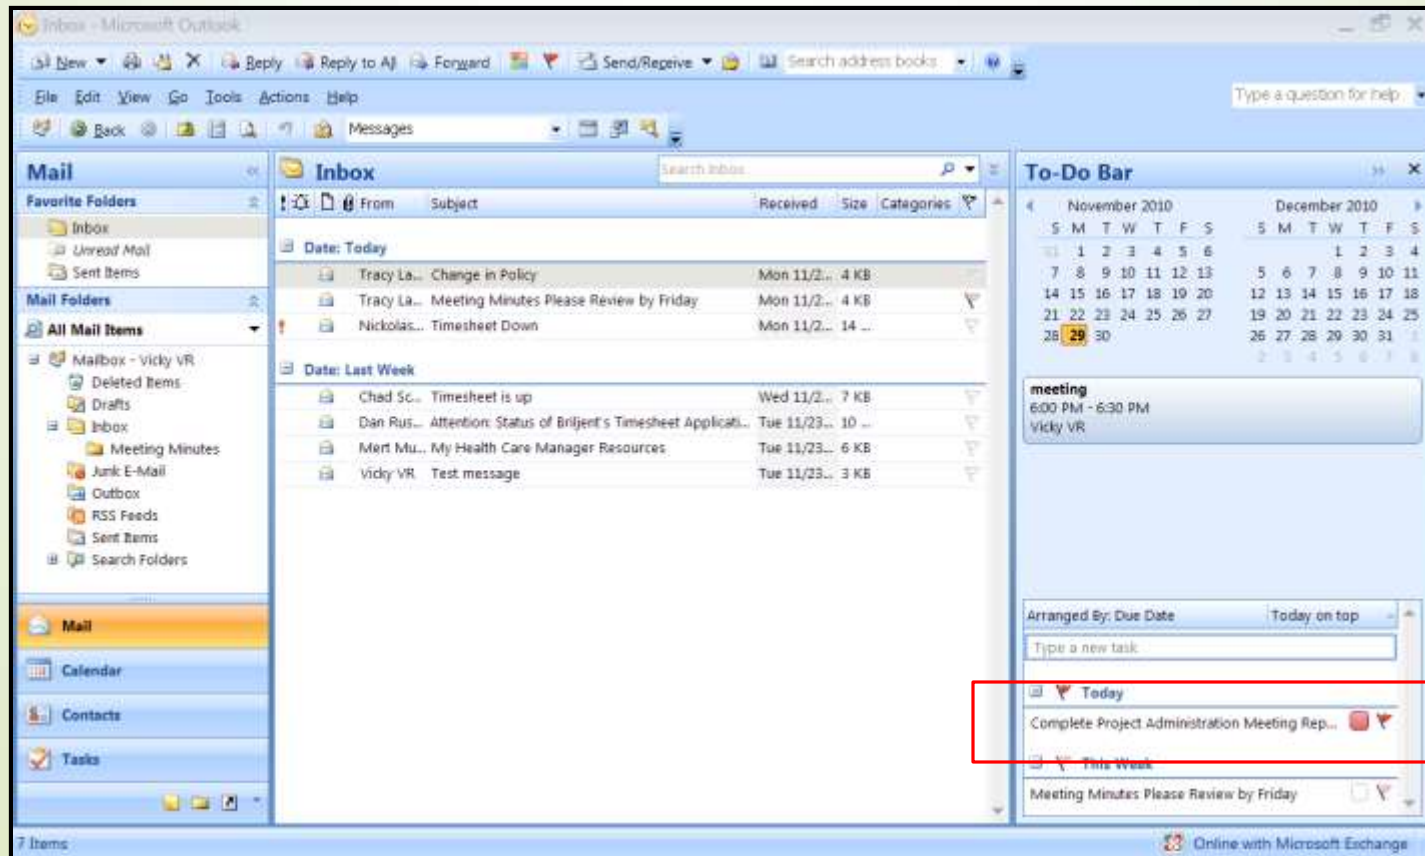 Inbox - Microsoft Outlook
New Reply Reply to All Forward Send/Receive Search address books
File Edit View Go Tools Actions Help Type a question for help
Back Messages
Mail
Favorite Folders
Inbox
Unread Mail
Sent Items
Mail Folders
All Mail Items
Mailbox - Vicky VR
Deleted Items
Drafts
Inbox
Meeting Minutes
Junk E-Mail
Outbox
RSS Feeds
Sent Items
Search Folders
Mail
Calendar
Contacts
Tasks
Inbox Search Inbox
From Subject Received Size Categories
Date: Today
Tracy La... Change in Policy Mon 11/2... 4 KB
Tracy La... Meeting Minutes Please Review by Friday Mon 11/2... 4 KB
! Nickolas... Timesheet Down Mon 11/2... 14 ...
Date: Last Week
Chad Sc... Timesheet is up Wed 11/2... 7 KB
Dan Rus... Attention: Status of Briljent's Timesheet Applicati... Tue 11/23... 10 ...
Mert Mu... My Health Care Manager Resources Tue 11/23... 6 KB
Vicky VR Test message Tue 11/23... 3 KB
To-Do Bar
November 2010 December 2010
S M T W T F S S M T W T F S
31 1 2 3 4 5 6 1 2 3 4
7 8 9 10 11 12 13 5 6 7 8 9 10 11
14 15 16 17 18 19 20 12 13 14 15 16 17 18
21 22 23 24 25 26 27 19 20 21 22 23 24 25
28 29 30 26 27 28 29 30 31 1
2 3 4 5 6 7 8
meeting
6:00 PM - 6:30 PM
Vicky VR
Arranged By: Due Date Today on top
Type a new task
Today
Complete Project Administration Meeting Rep...
This Week
Meeting Minutes Please Review by Friday
7 Items Online with Microsoft Exchange